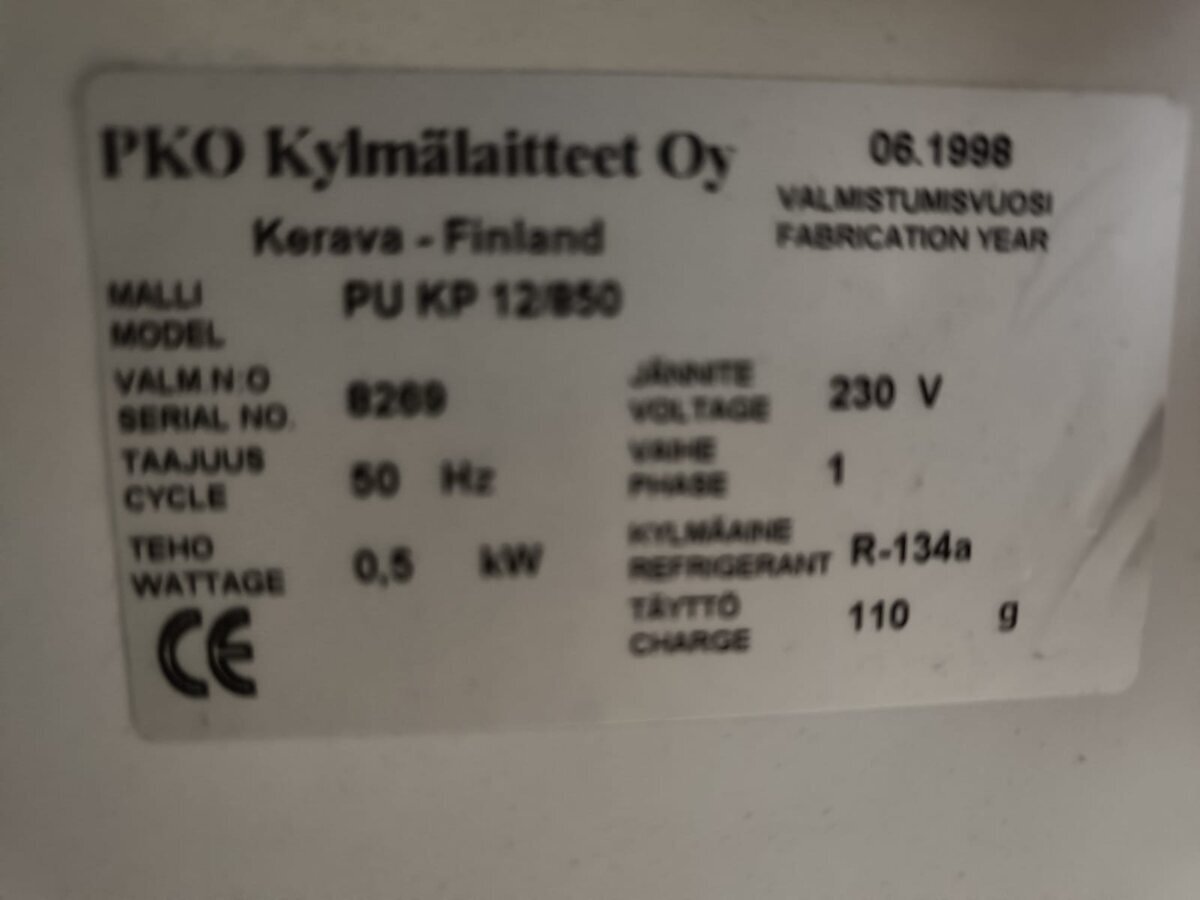 PKO Kylmälaitteet Oy
Kerava - Finland
06.1998
VALMISTUMISVUOSI
FABRICATION YEAR
MALLI
MODEL
PU KP 12/850
VALM.N:O
SERIAL NO.
8269
TAAJUUS
CYCLE
50 Hz
TEHO
WATTAGE
0,5 kW
CE
JÄNNITE
VOLTAGE
230 V
VAIHE
PHASE
1
KYLMÄAINE
REFRIGERANT
R-134a
TÄYTTÖ
CHARGE
110 g